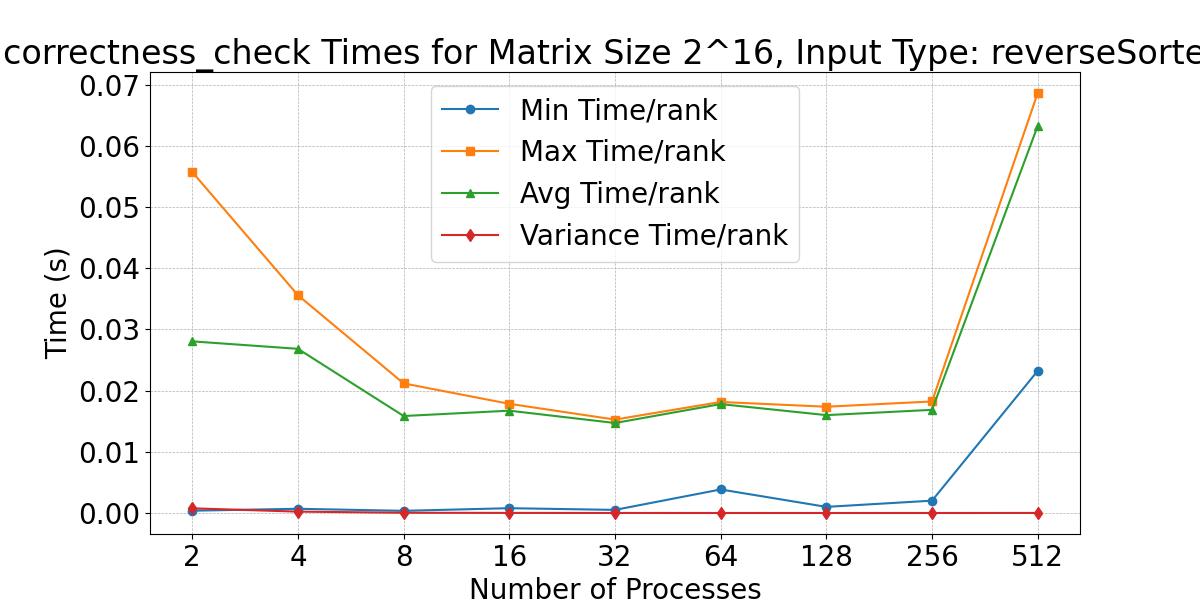 correctness_check Times for Matrix Size 2^16, Input Type: reverseSorte
0.07
0.06
0.05
0.04
0.03
0.02
0.01
0.00
Time (s)
Min Time/rank
Max Time/rank
Avg Time/rank
Variance Time/rank
2 4 8 16 32 64 128 256 512
Number of Processes